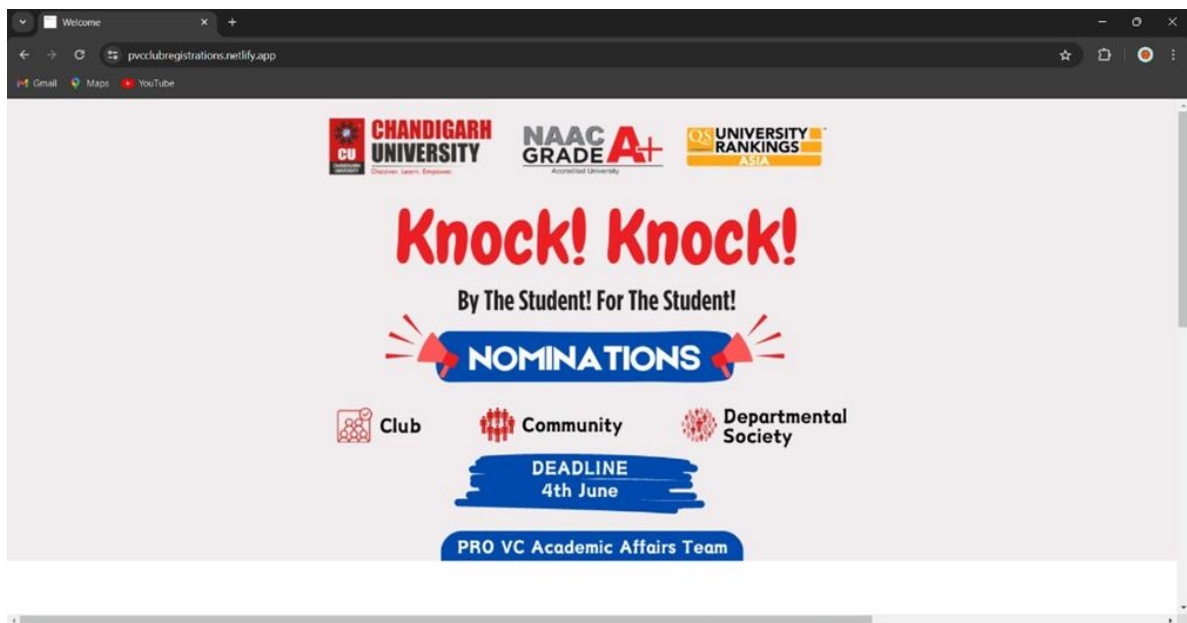 Welcome
pvcclubregistrations.netlify.app
Gmail Maps YouTube
CHANDIGARH
UNIVERSITY
Discover. Learn. Empower.
CU
CHANDIGARH
UNIVERSITY
NAAC
GRADE A+
Accredited University
QS UNIVERSITY
RANKINGS
ASIA
Knock! Knock!
By The Student! For The Student!
NOMINATIONS
Club
Community
Departmental
Society
DEADLINE
4th June
PRO VC Academic Affairs Team